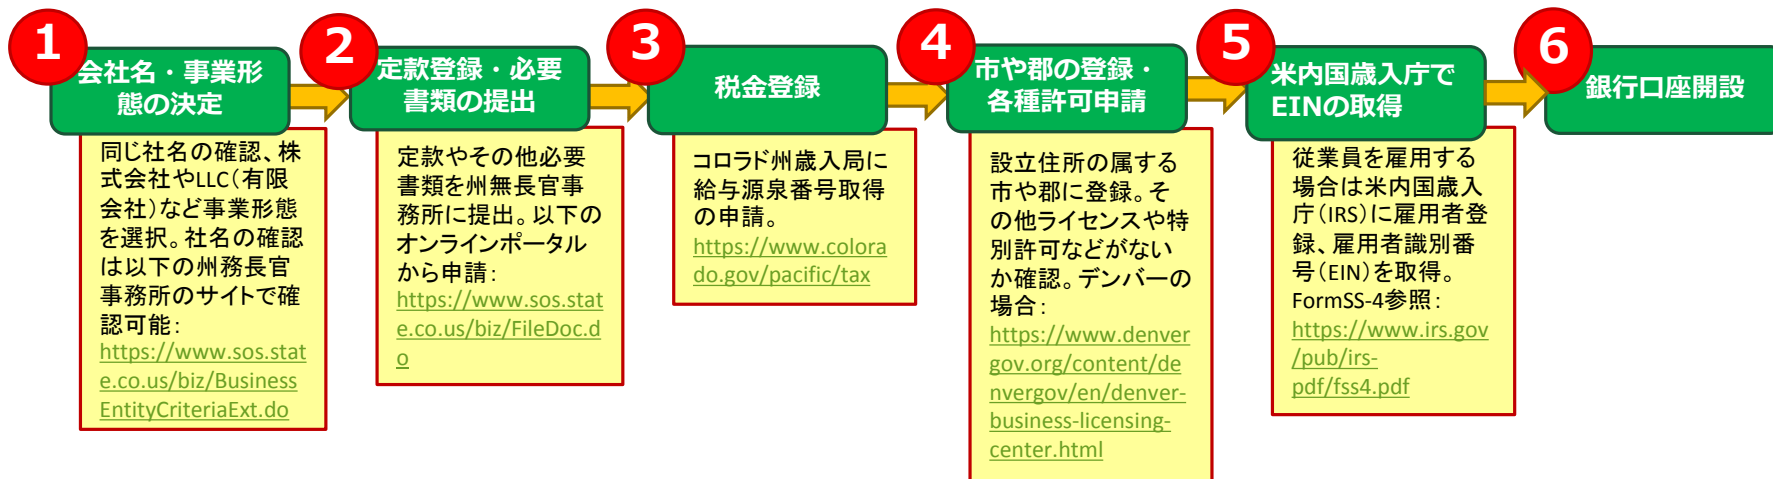 1
会社名・事業形
態の決定
同じ社名の確認、株
式会社やLLC（有限
会社）など事業形態
を選択。社名の確認
は以下の州務長官
事務所のサイトで確
認可能：
https://www.sos.stat
e.co.us/biz/Business
EntityCriteriaExt.do
2
定款登録・必要
書類の提出
定款やその他必要
書類を州無長官事
務所に提出。以下の
オンラインポータル
から申請：
https://www.sos.stat
e.co.us/biz/FileDoc.d
o
3
税金登録
コロラド州歳入局に
給与源泉番号取得
の申請。
https://www.colora
do.gov/pacific/tax
4
市や郡の登録・
各種許可申請
設立住所の属する
市や郡に登録。そ
の他ライセンスや特
別許可などがない
か確認。デンバーの
場合：
https://www.denver
gov.org/content/de
nvergov/en/denver-
business-licensing-
center.html
5
米内国歳入庁で
EINの取得
従業員を雇用する
場合は米内国歳入
庁（IRS）に雇用者登
録、雇用者識別番
号（EIN）を取得。
FormSS-4参照：
https://www.irs.gov
/pub/irs-
pdf/fss4.pdf
6
銀行口座開設